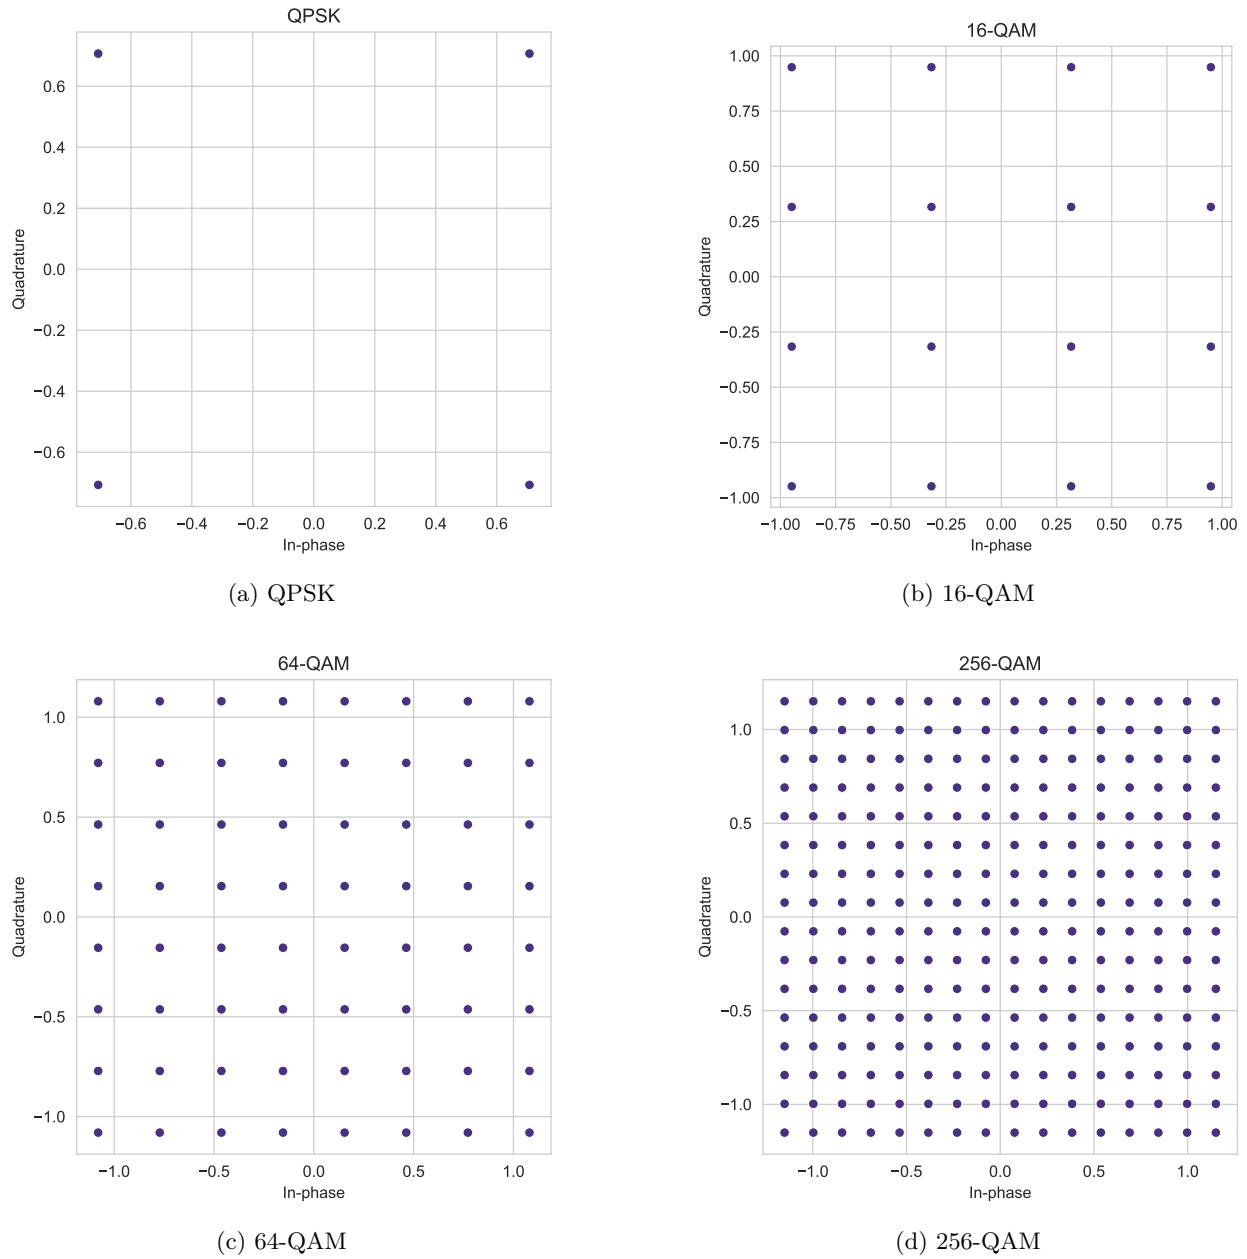 QPSK
0.6
0.4
0.2
0.0
−0.2
−0.4
−0.6
Quadrature
−0.6 −0.4 −0.2 0.0 0.2 0.4 0.6
In-phase
(a) QPSK
16-QAM
1.00
0.75
0.50
0.25
0.00
−0.25
−0.50
−0.75
−1.00
Quadrature
−1.00 −0.75 −0.50 −0.25 0.00 0.25 0.50 0.75 1.00
In-phase
(b) 16-QAM
64-QAM
1.0
0.5
0.0
−0.5
−1.0
Quadrature
−1.0 −0.5 0.0 0.5 1.0
In-phase
(c) 64-QAM
256-QAM
1.0
0.5
0.0
−0.5
−1.0
Quadrature
−1.0 −0.5 0.0 0.5 1.0
In-phase
(d) 256-QAM